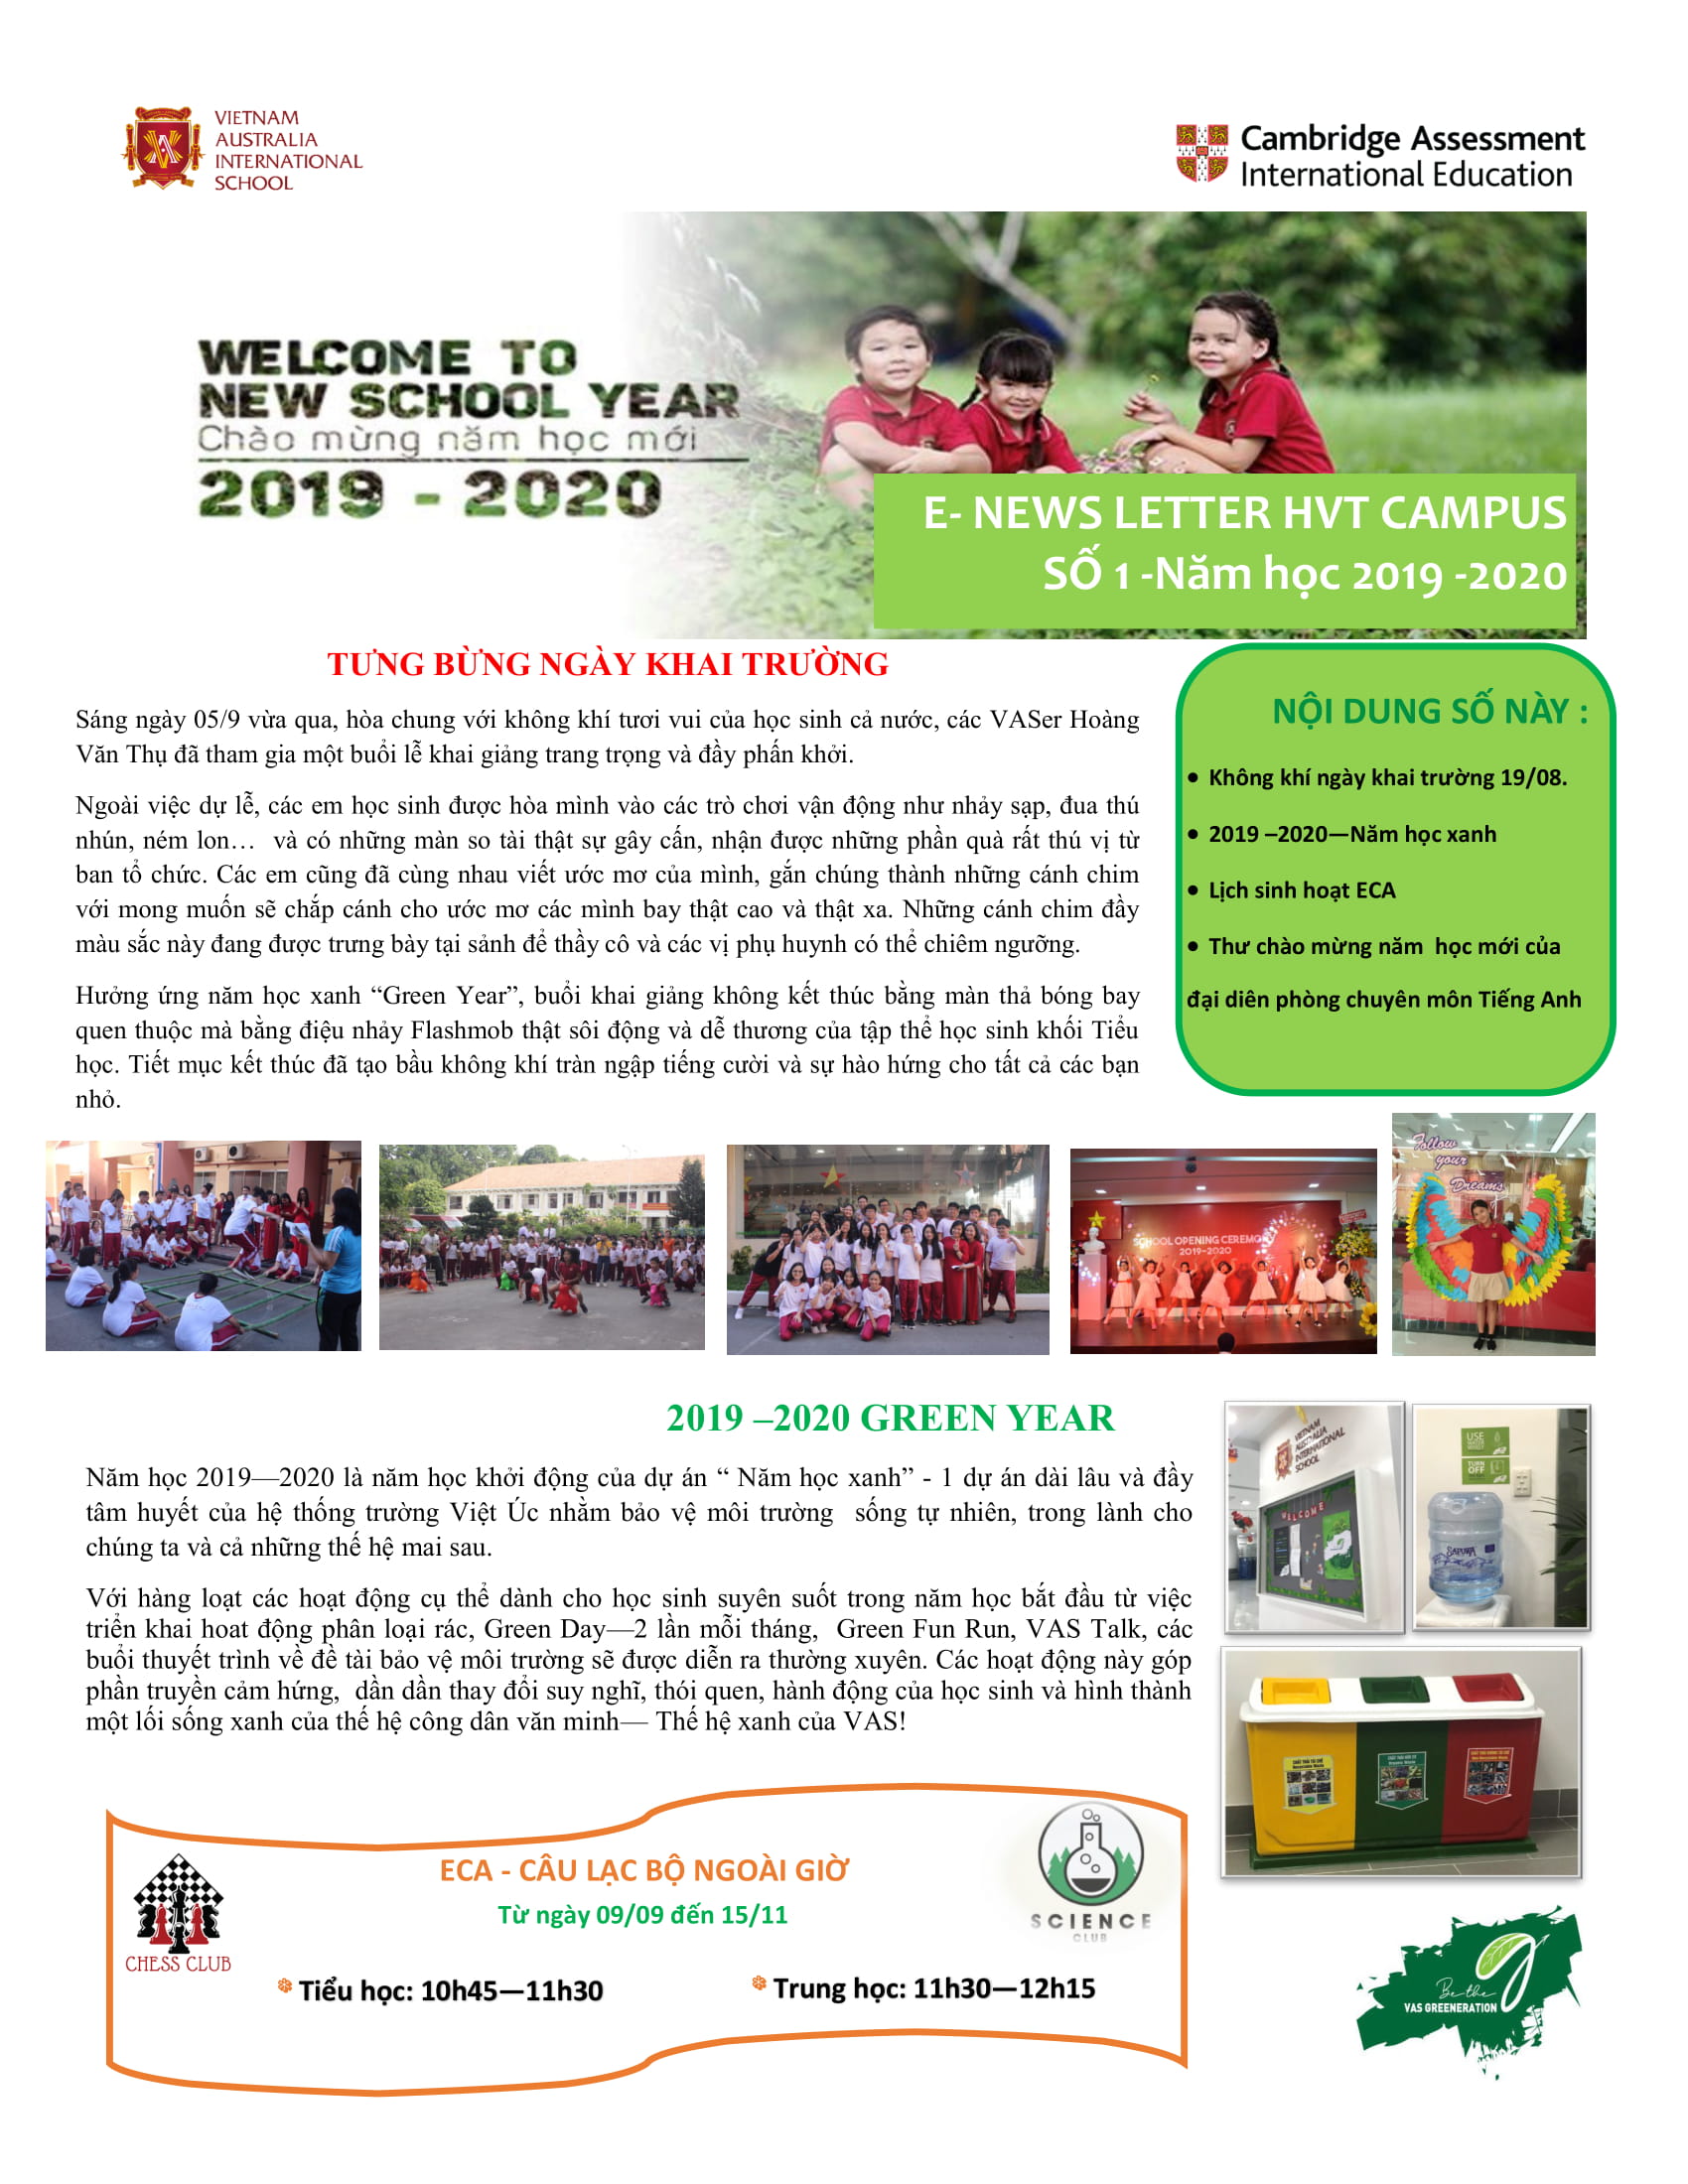 VIETNAM
AUSTRALIA
INTERNATIONAL
SCHOOL
Cambridge Assessment
International Education
WELCOME TO
NEW SCHOOL YEAR
Chào mừng năm học mới
2019 - 2020
E- NEWS LETTER HVT CAMPUS
SỐ 1 -Năm học 2019 -2020
TƯNG BỪNG NGÀY KHAI TRƯỜNG
Sáng ngày 05/9 vừa qua, hòa chung với không khí tươi vui của học sinh cả nước, các VASer Hoàng
Văn Thụ đã tham gia một buổi lễ khai giảng trang trọng và đầy phấn khởi.
Ngoài việc dự lễ, các em học sinh được hòa mình vào các trò chơi vận động như nhảy sạp, đua thú
nhún, ném lon… và có những màn so tài thật sự gây cấn, nhận được những phần quà rất thú vị từ
ban tổ chức. Các em cũng đã cùng nhau viết ước mơ của mình, gắn chúng thành những cánh chim
với mong muốn sẽ chắp cánh cho ước mơ các mình bay thật cao và thật xa. Những cánh chim đầy
màu sắc này đang được trưng bày tại sảnh để thầy cô và các vị phụ huynh có thể chiêm ngưỡng.
Hưởng ứng năm học xanh “Green Year”, buổi khai giảng không kết thúc bằng màn thả bóng bay
quen thuộc mà bằng điệu nhảy Flashmob thật sôi động và dễ thương của tập thể học sinh khối Tiểu
học. Tiết mục kết thúc đã tạo bầu không khí tràn ngập tiếng cười và sự hào hứng cho tất cả các bạn
nhỏ.
NỘI DUNG SỐ NÀY :
• Không khí ngày khai trường 19/08.
• 2019 –2020—Năm học xanh
• Lịch sinh hoạt ECA
• Thư chào mừng năm học mới của
đại diên phòng chuyên môn Tiếng Anh
SCHOOL OPENING CEREMONY
2019-2020
Follow
your
Dreams
2019 –2020 GREEN YEAR
Năm học 2019—2020 là năm học khởi động của dự án “ Năm học xanh” - 1 dự án dài lâu và đầy
tâm huyết của hệ thống trường Việt Úc nhằm bảo vệ môi trường sống tự nhiên, trong lành cho
chúng ta và cả những thế hệ mai sau.
Với hàng loạt các hoạt động cụ thể dành cho học sinh suyên suốt trong năm học bắt đầu từ việc
triển khai hoat động phân loại rác, Green Day—2 lần mỗi tháng, Green Fun Run, VAS Talk, các
buổi thuyết trình về đề tài bảo vệ môi trường sẽ được diễn ra thường xuyên. Các hoạt động này góp
phần truyền cảm hứng, dần dần thay đổi suy nghĩ, thói quen, hành động của học sinh và hình thành
một lối sống xanh của thế hệ công dân văn minh— Thế hệ xanh của VAS!
VIETNAM
AUSTRALIA
INTERNATIONAL
SCHOOL
WELCOME
USE
TURN
OFF
SAPUWA
ECA - CÂU LẠC BỘ NGOÀI GIỜ
Từ ngày 09/09 đến 15/11
CHESS CLUB
SCIENCE
CLUB
Tiểu học: 10h45—11h30
Trung học: 11h30—12h15
Be the
VAS GREENERATION